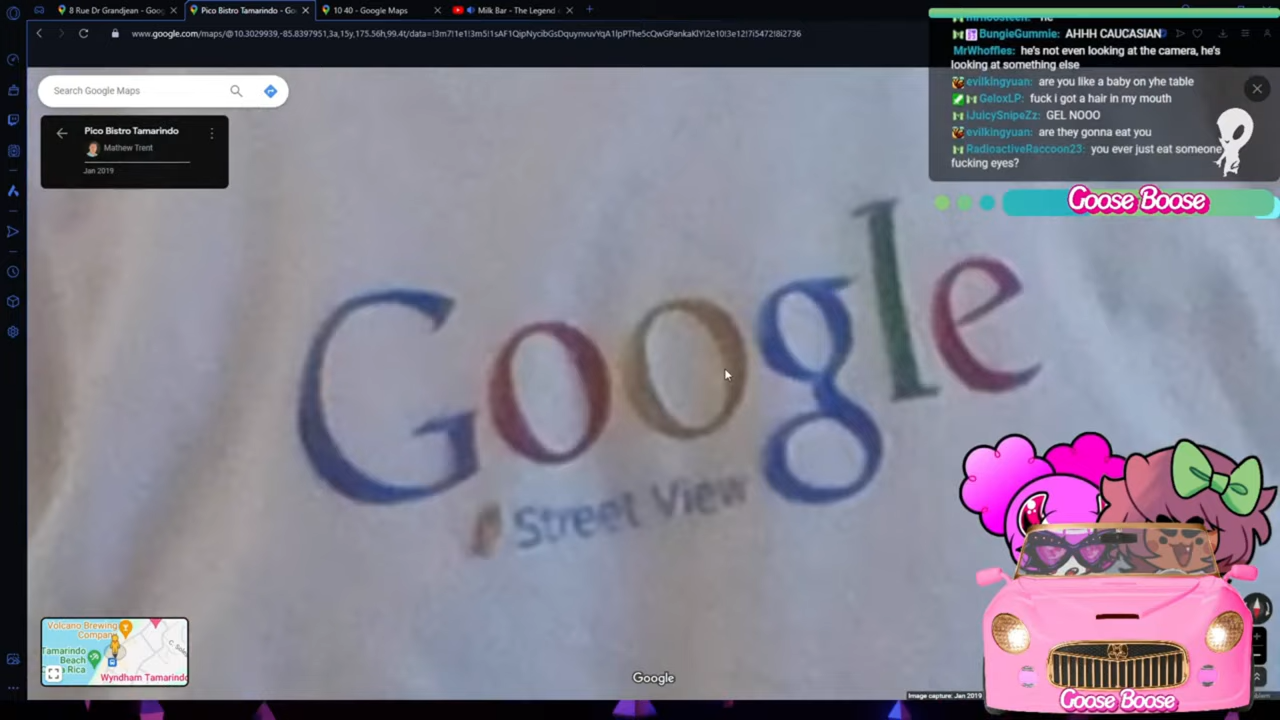 8 Rue Dr Grandjean - Goog
Pico Bistro Tamarindo - Go
10 40 - Google Maps
Milk Bar - The Legend
www.google.com/maps/@10.3029939,-85.8397951,3a,15y,175.56h,99.4t/data=!3m7!1e1!3m5!1sAF1QipNycibGsDquynvuvYqA1lpPThe5cQwGPankaKlY!2e10!3e12!7i5472!8i2736
BungieGummie: AHHH CAUCASIAN
MrWhoffles: he's not even looking at the camera, he's
looking at something else
evilkingyuan: are you like a baby on yhe table
GeloxLP: fuck i got a hair in my mouth
iJuicySnipeZz: GEL NOOO
evilkingyuan: are they gonna eat you
RadioactiveRaccoon23: you ever just eat someone
fucking eyes?
Goose Boose
Search Google Maps
Pico Bistro Tamarindo
Mathew Trent
Jan 2019
Google
Street View
Volcano Brewing
Company
Tamarindo
Beach
Rica
Wyndham Tamarindo
Google
Image capture: Jan 2019
Goose Boose